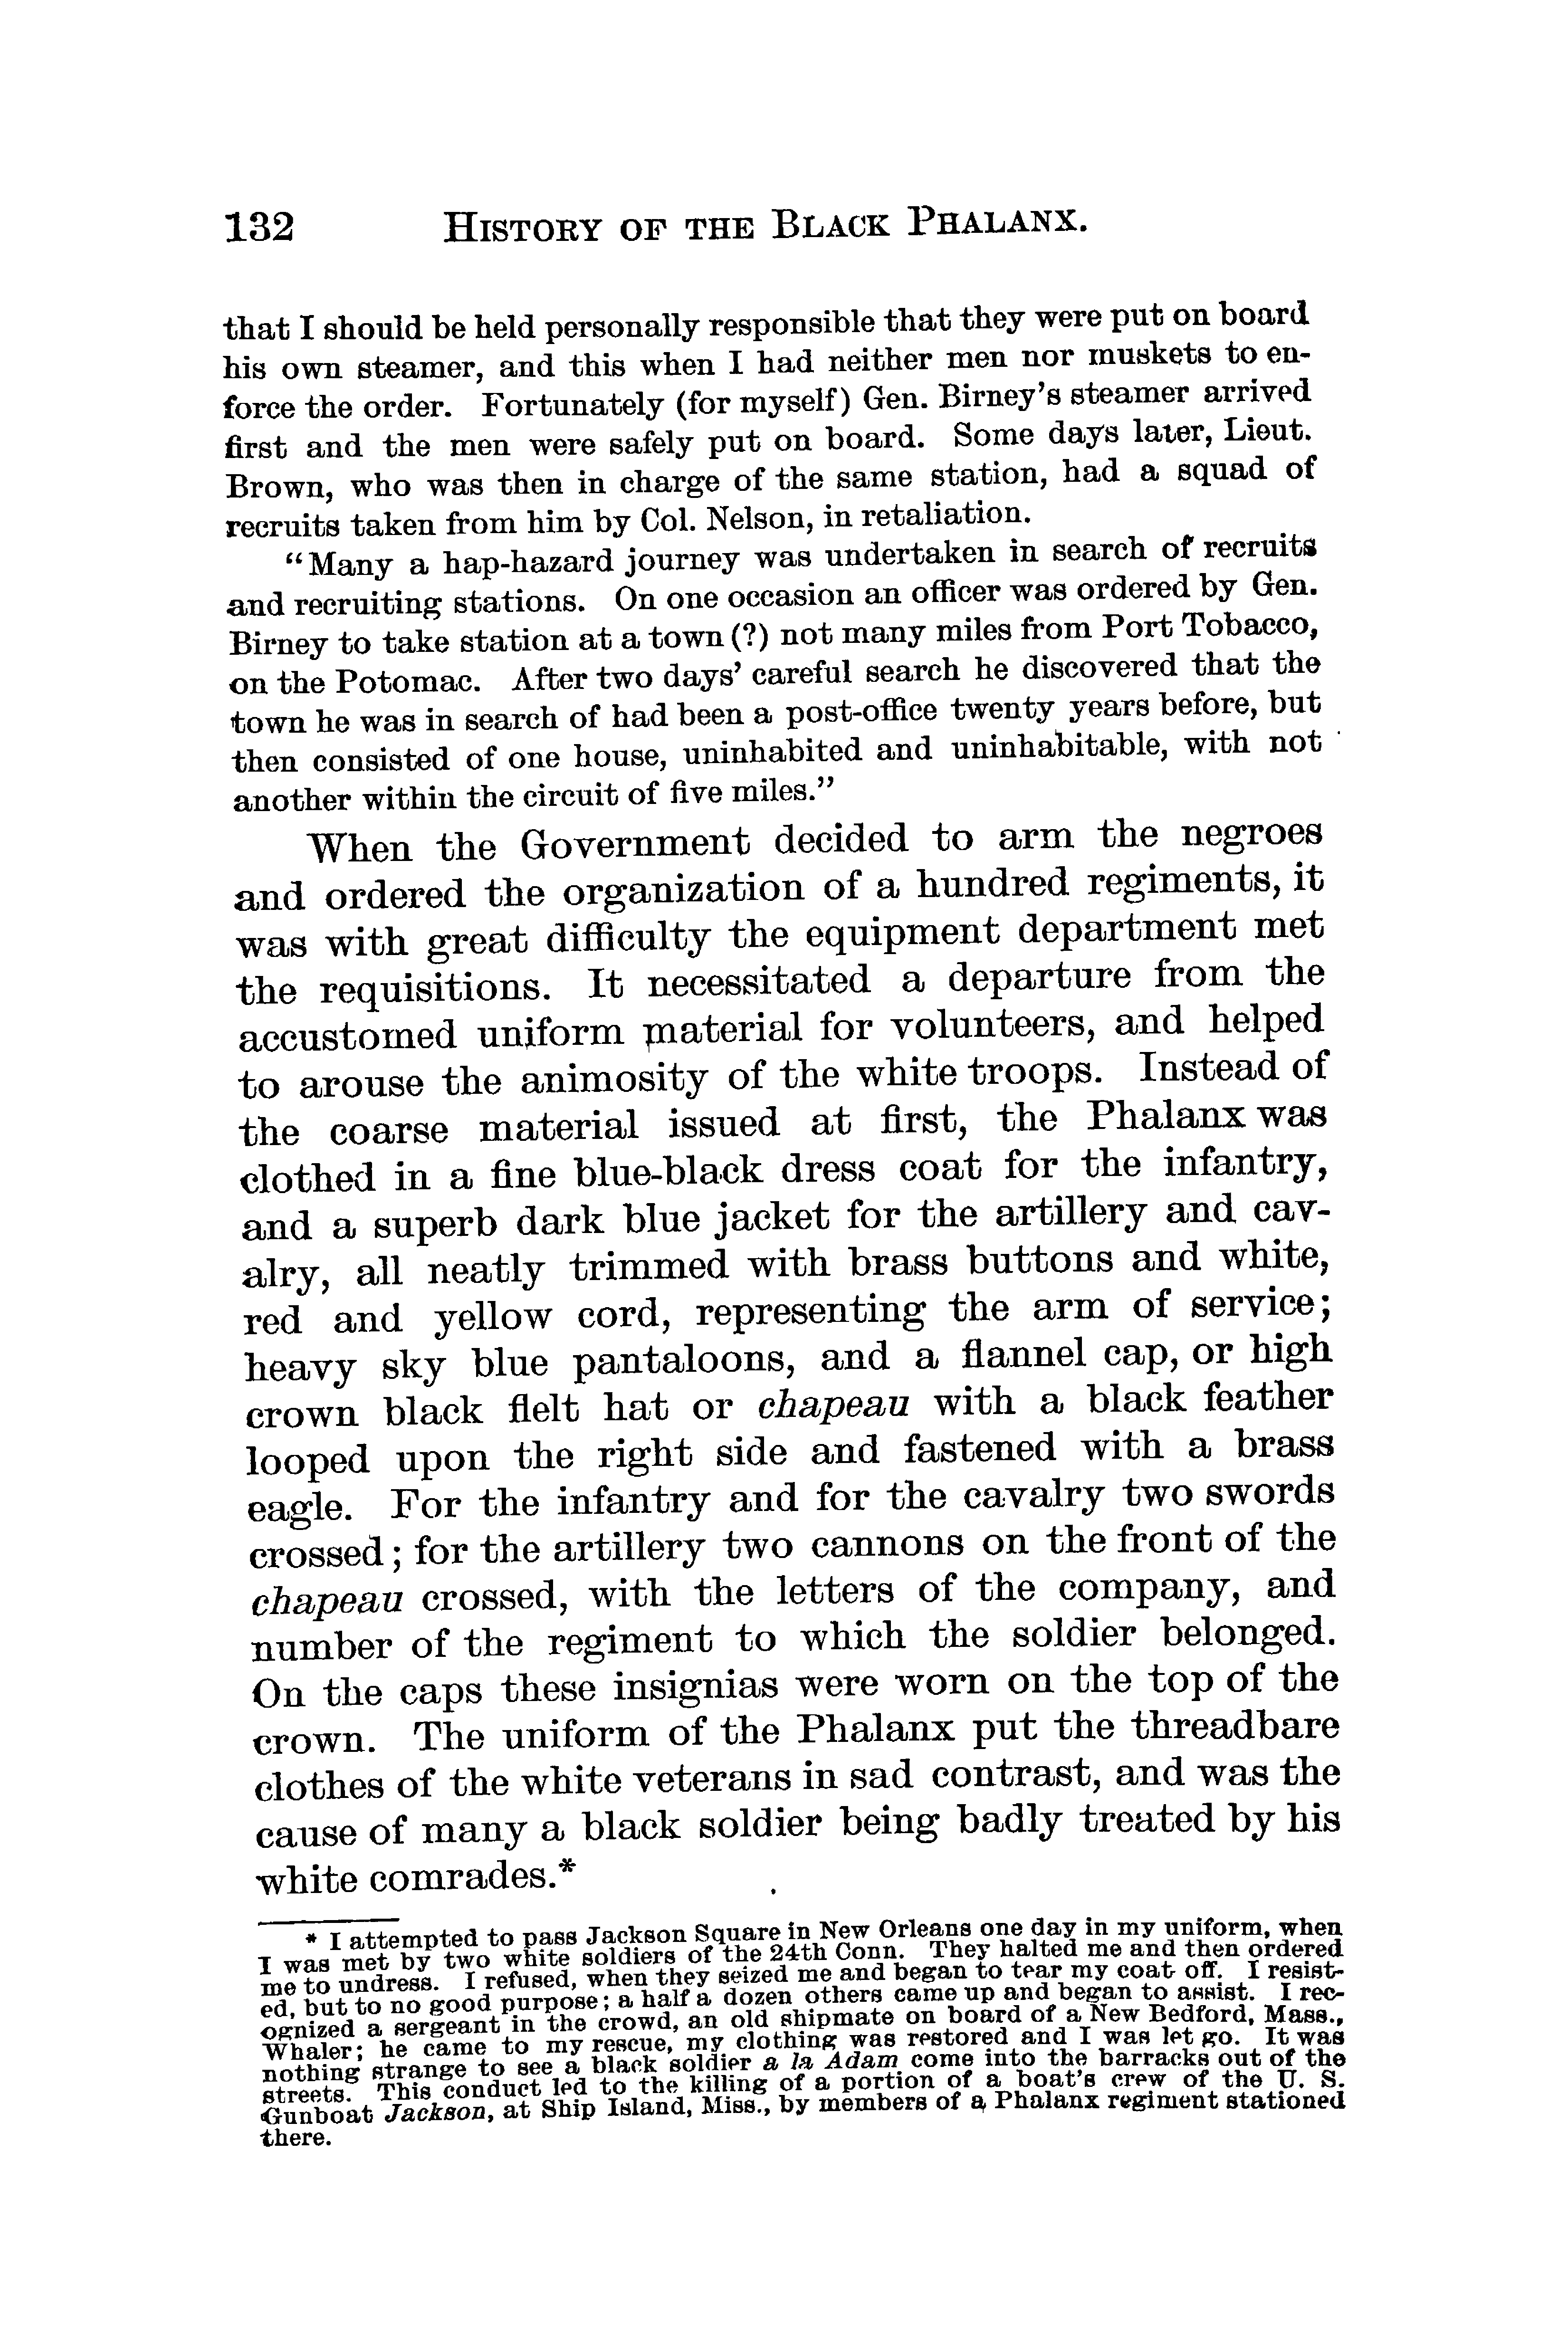 132 HISTORY OF THE BLACK PHALANX.
that I should be held personally responsible that they were put on board
his own steamer, and this when I had neither men nor muskets to en-
force the order. Fortunately (for myself) Gen. Birney's steamer arrived
first and the men were safely put on board. Some days later, Lieut.
Brown, who was then in charge of the same station, had a squad of
recruits taken from him by Col. Nelson, in retaliation.
"Many a hap-hazard journey was undertaken in search of recruits
and recruiting stations. On one occasion an officer was ordered by Gen.
Birney to take station at a town (?) not many miles from Port Tobacco,
on the Potomac. After two days' careful search he discovered that the
town he was in search of had been a post-office twenty years before, but
then consisted of one house, uninhabited and uninhabitable, with not
another within the circuit of five miles."
When the Government decided to arm the negroes
and ordered the organization of a hundred regiments, it
was with great difficulty the equipment department met
the requisitions. It necessitated a departure from the
accustomed uniform material for volunteers, and helped
to arouse the animosity of the white troops. Instead of
the coarse material issued at first, the Phalanx was
clothed in a fine blue-black dress coat for the infantry,
and a superb dark blue jacket for the artillery and cav-
alry, all neatly trimmed with brass buttons and white,
red and yellow cord, representing the arm of service;
heavy sky blue pantaloons, and a flannel cap, or high
crown black flelt hat or chapeau with a black feather
looped upon the right side and fastened with a brass
eagle. For the infantry and for the cavalry two swords
crossed; for the artillery two cannons on the front of the
chapeau crossed, with the letters of the company, and
number of the regiment to which the soldier belonged.
On the caps these insignias were worn on the top of the
crown. The uniform of the Phalanx put the threadbare
clothes of the white veterans in sad contrast, and was the
cause of many a black soldier being badly treated by his
white comrades.*
* I attempted to pass Jackson Square in New Orleans one day in my uniform, when
I was met by two white soldiers of the 24th Conn. They halted me and then ordered
me to undress. I refused, when they seized me and began to tear my coat off. I resist-
ed, but to no good purpose; a half a dozen others came up and began to assist. I rec-
ognized a sergeant in the crowd, an old shipmate on board of a New Bedford, Mass.,
Whaler; he came to my rescue, my clothing was restored and I was let go. It was
nothing strange to see a black soldier a la Adam come into the barracks out of the
streets. This conduct led to the killing of a portion of a boat's crew of the U. S.
Gunboat Jackson, at Ship Island, Miss., by members of a Phalanx regiment stationed
there.